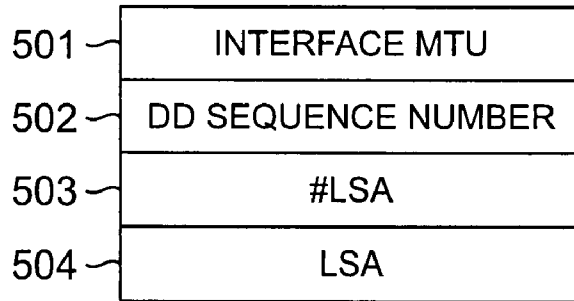 501 INTERFACE MTU
502 DD SEQUENCE NUMBER
503 #LSA
504 LSA